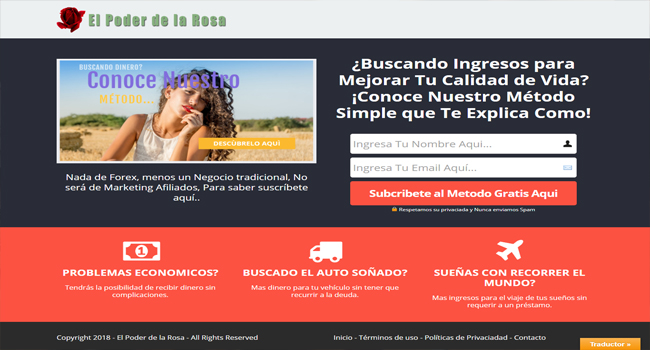 El Poder de la Rosa
BUSCANDO DINERO?
Conoce Nuestro
MÉTODO...
DESCÚBRELO AQUÍ
Nada de Forex, menos un Negocio tradicional, No
será de Marketing Afiliados, Para saber suscríbete
aquí..
¿Buscando Ingresos para
Mejorar Tu Calidad de Vida?
¡Conoce Nuestro Método
Simple que Te Explica Como!
Ingresa Tu Nombre Aqui...
Ingresa Tu Email Aquí...
Subcribete al Metodo Gratis Aqui
Respetamos su privaciada y Nunca enviamos Spam
1
PROBLEMAS ECONOMICOS?
Tendrás la posibilidad de recibir dinero sin
complicaciones.
BUSCADO EL AUTO SOÑADO?
Mas dinero para tu vehículo sin tener que
recurrir a la deuda.
SUEÑAS CON RECORRER EL
MUNDO?
Mas ingresos para el viaje de tus sueños sin
requerir a un préstamo.
Copyright 2018 - El Poder de la Rosa - All Rights Reserved
Inicio - Términos de uso - Políticas de Privaciadad - Contacto
Traductor »